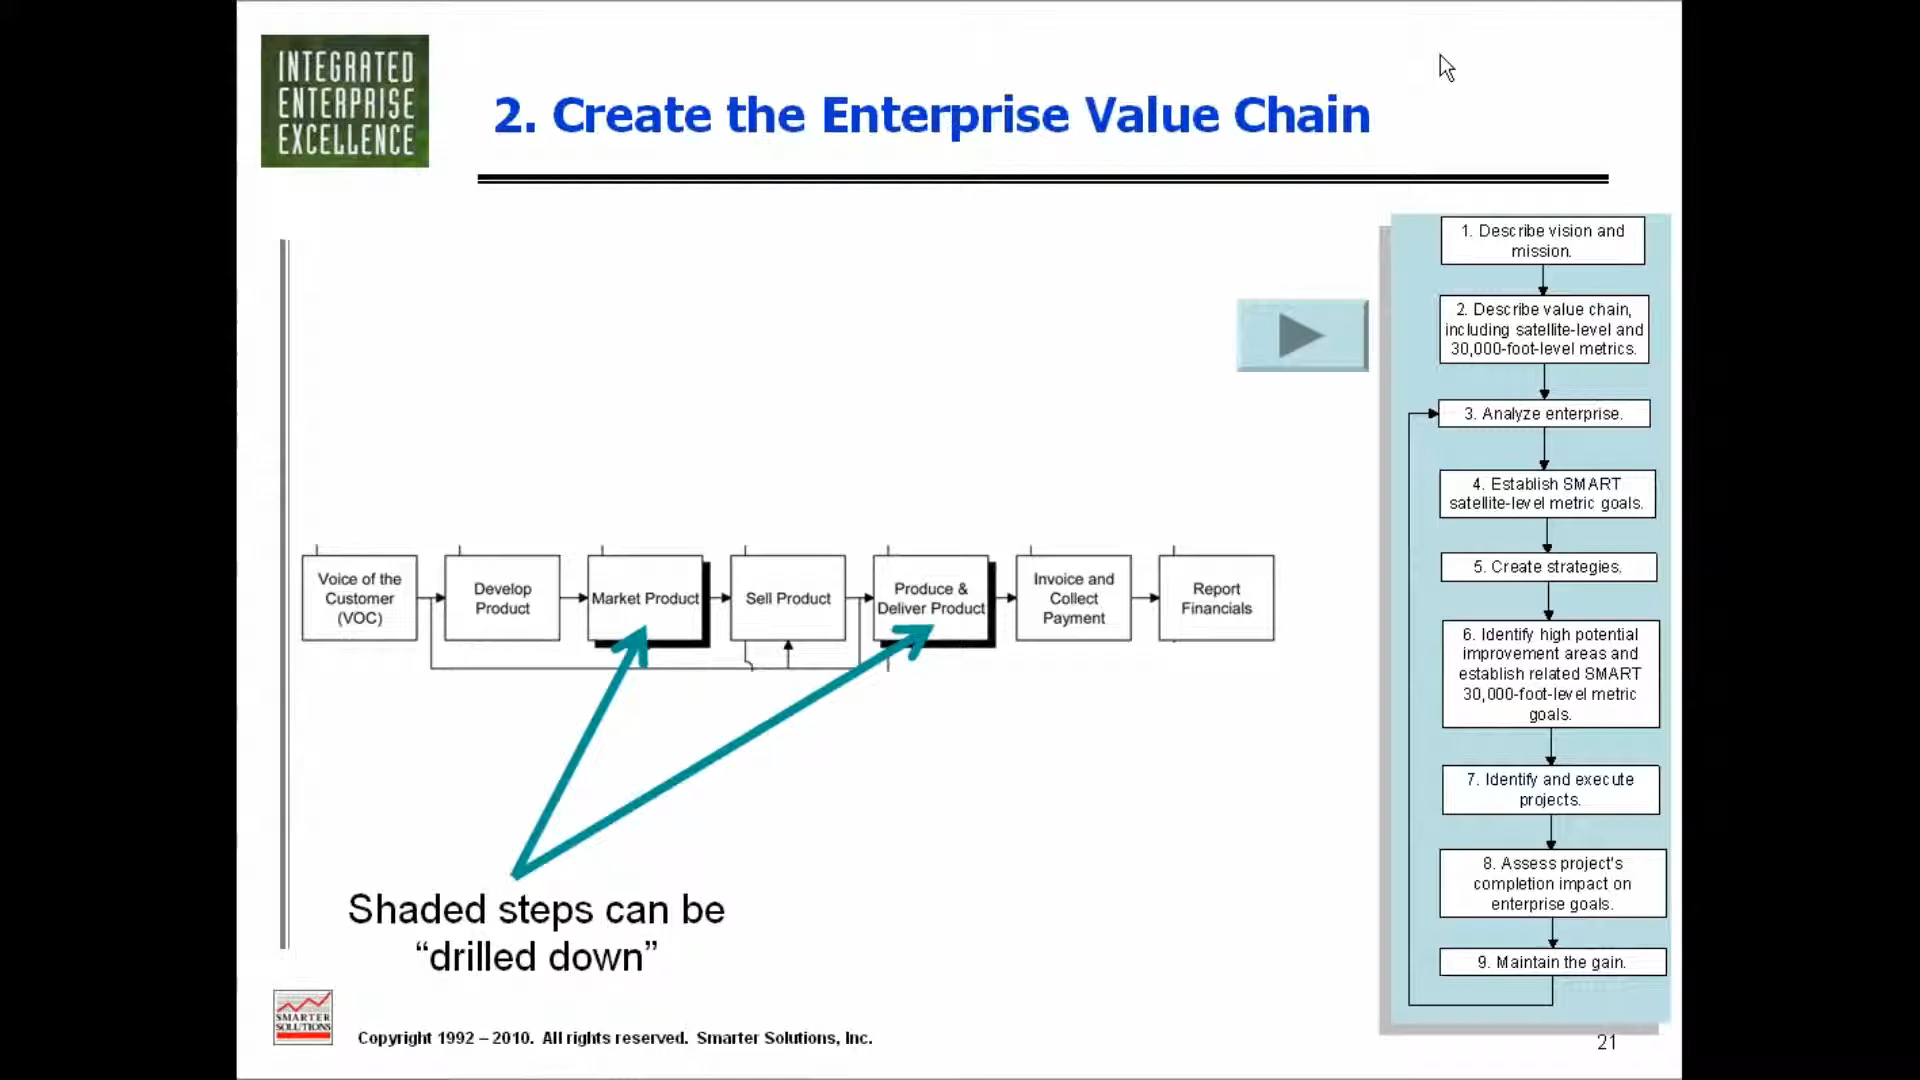 INTEGRATED
ENTERPRISE
EXCELLENCE
2. Create the Enterprise Value Chain
1. Describe vision and
mission.
2. Describe value chain,
including satellite-level and
30,000-foot-level metrics.
3. Analyze enterprise.
4. Establish SMART
satellite-level metric goals.
5. Create strategies.
6. Identify high potential
improvement areas and
establish related SMART
30,000-foot-level metric
goals.
7. Identify and execute
projects.
8. Assess project's
completion impact on
enterprise goals.
9. Maintain the gain.
Voice of the
Customer
(VOC)
Develop
Product
Market Product
Sell Product
Produce &
Deliver Product
Invoice and
Collect
Payment
Report
Financials
Shaded steps can be
“drilled down”
SMARTER
SOLUTIONS
Copyright 1992 – 2010.  All rights reserved.  Smarter Solutions, Inc.
21